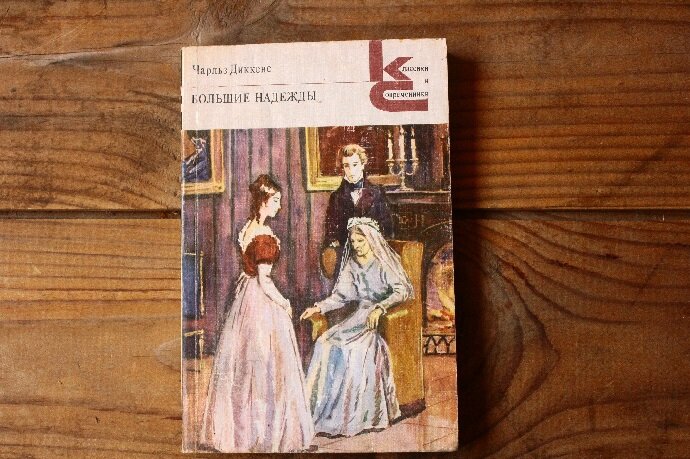 Чарльз Диккенс
БОЛЬШИЕ НАДЕЖДЫ
Классики
и
Современники